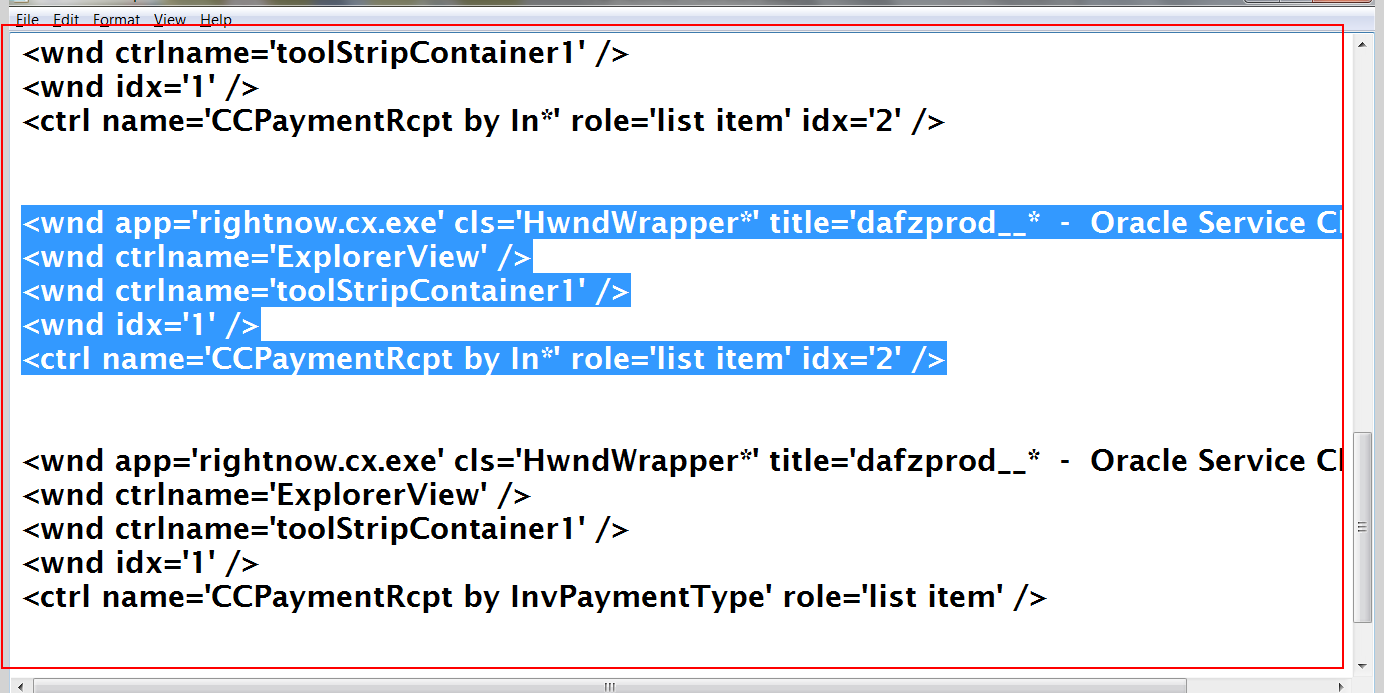 File Edit Format View Help
<wnd ctrlname='toolStripContainer1' />
<wnd idx='1' />
<ctrl name='CCPaymentRcpt by In*' role='list item' idx='2' />
<wnd app='rightnow.cx.exe' cls='HwndWrapper*' title='dafzprod__*  -  Oracle Service
<wnd ctrlname='ExplorerView' />
<wnd ctrlname='toolStripContainer1' />
<wnd idx='1' />
<ctrl name='CCPaymentRcpt by In*' role='list item' idx='2' />
<wnd app='rightnow.cx.exe' cls='HwndWrapper*' title='dafzprod__*  -  Oracle Service
<wnd ctrlname='ExplorerView' />
<wnd ctrlname='toolStripContainer1' />
<wnd idx='1' />
<ctrl name='CCPaymentRcpt by InvPaymentType' role='list item' />